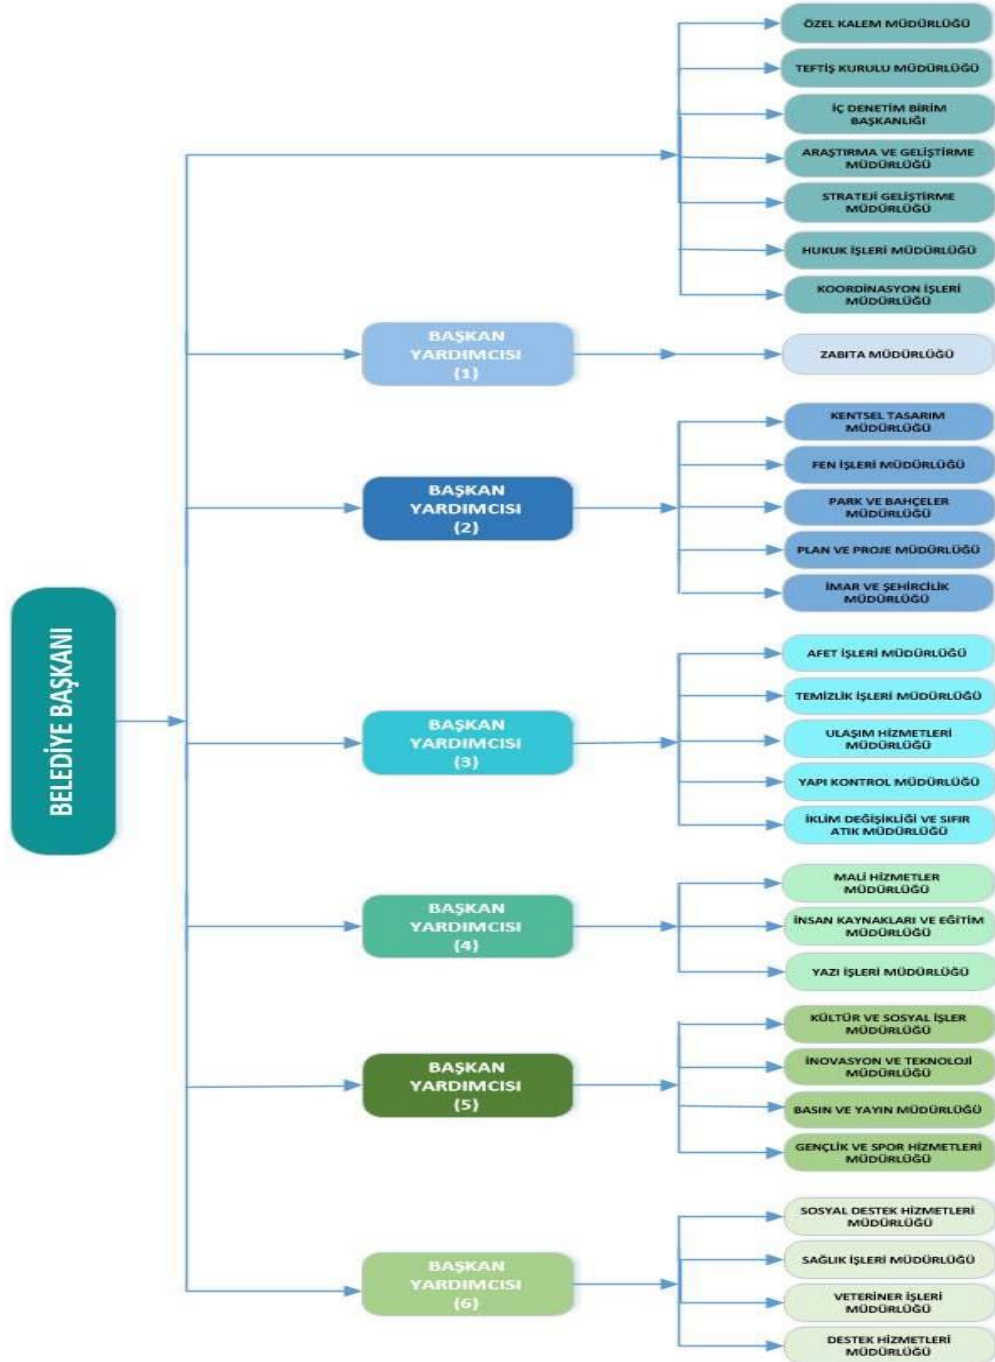 BELEDİYE BAŞKANI
ÖZEL KALEM MÜDÜRLÜĞÜ
TEFTİŞ KURULU MÜDÜRLÜĞÜ
İÇ DENETİM BİRİM
BAŞKANLIĞI
ARAŞTIRMA VE GELİŞTİRME
MÜDÜRLÜĞÜ
STRATEJİ GELİŞTİRME
MÜDÜRLÜĞÜ
HUKUK İŞLERİ MÜDÜRLÜĞÜ
KOORDİNASYON İŞLERİ
MÜDÜRLÜĞÜ
BAŞKAN
YARDIMCISI
(1)
ZABITA MÜDÜRLÜĞÜ
BAŞKAN
YARDIMCISI
(2)
KENTSEL TASARIM
MÜDÜRLÜĞÜ
FEN İŞLERİ MÜDÜRLÜĞÜ
PARK VE BAHÇELER
MÜDÜRLÜĞÜ
PLAN VE PROJE MÜDÜRLÜĞÜ
İMAR VE ŞEHİRCİLİK
MÜDÜRLÜĞÜ
BAŞKAN
YARDIMCISI
(3)
AFET İŞLERİ MÜDÜRLÜĞÜ
TEMİZLİK İŞLERİ MÜDÜRLÜĞÜ
ULAŞIM HİZMETLERİ
MÜDÜRLÜĞÜ
YAPI KONTROL MÜDÜRLÜĞÜ
İKLİM DEĞİŞİKLİĞİ VE SIFIR
ATIK MÜDÜRLÜĞÜ
BAŞKAN
YARDIMCISI
(4)
MALİ HİZMETLER
MÜDÜRLÜĞÜ
İNSAN KAYNAKLARI VE EĞİTİM
MÜDÜRLÜĞÜ
YAZI İŞLERİ MÜDÜRLÜĞÜ
BAŞKAN
YARDIMCISI
(5)
KÜLTÜR VE SOSYAL İŞLER
MÜDÜRLÜĞÜ
İNOVASYON VE TEKNOLOJİ
MÜDÜRLÜĞÜ
BASIN VE YAYIN MÜDÜRLÜĞÜ
GENÇLİK VE SPOR HİZMETLERİ
MÜDÜRLÜĞÜ
BAŞKAN
YARDIMCISI
(6)
SOSYAL DESTEK HİZMETLERİ
MÜDÜRLÜĞÜ
SAĞLIK İŞLERİ MÜDÜRLÜĞÜ
VETERİNER İŞLERİ
MÜDÜRLÜĞÜ
DESTEK HİZMETLERİ
MÜDÜRLÜĞÜ